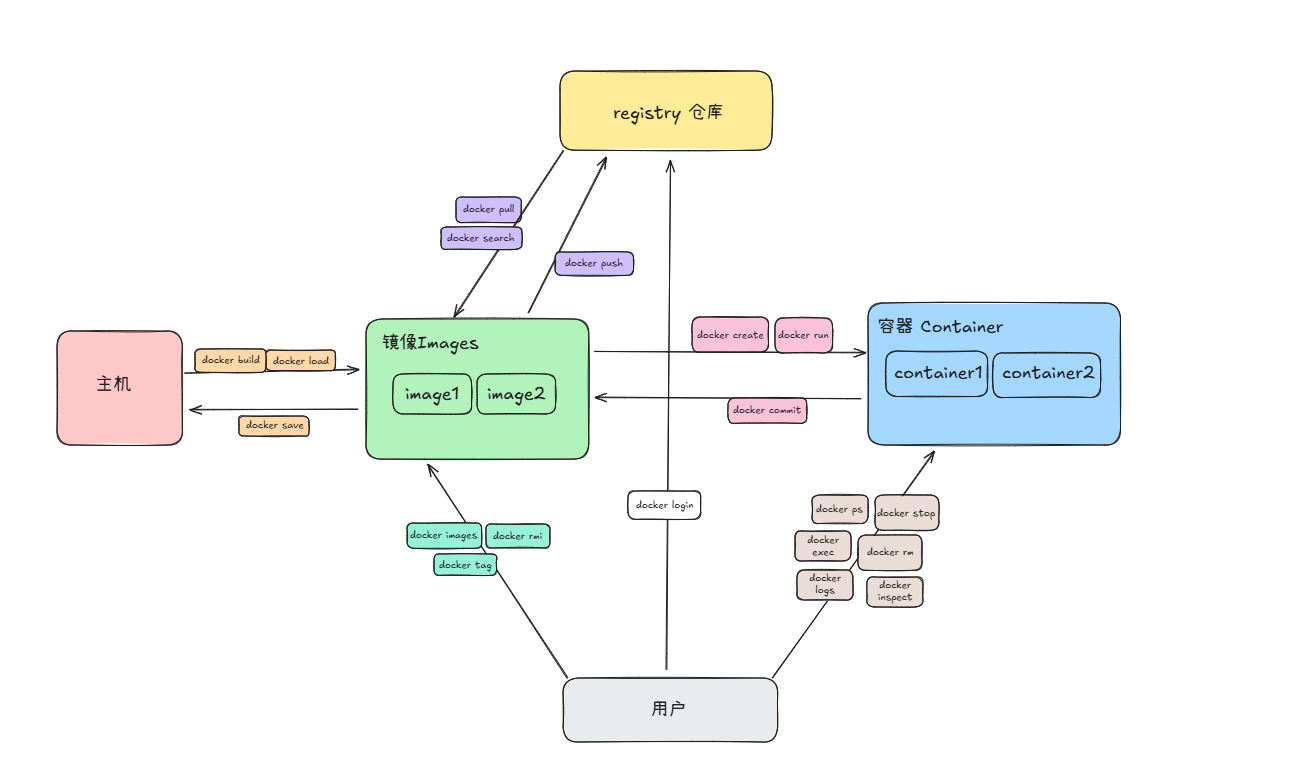 registry 仓库
docker pull
docker search
docker push
镜像Images
image1
image2
docker create
docker run
docker commit
容器 Container
container1
container2
主机
docker build
docker load
docker save
docker images
docker rmi
docker tag
docker login
docker ps
docker stop
docker
exec
docker rm
docker
logs
docker
inspect
用户